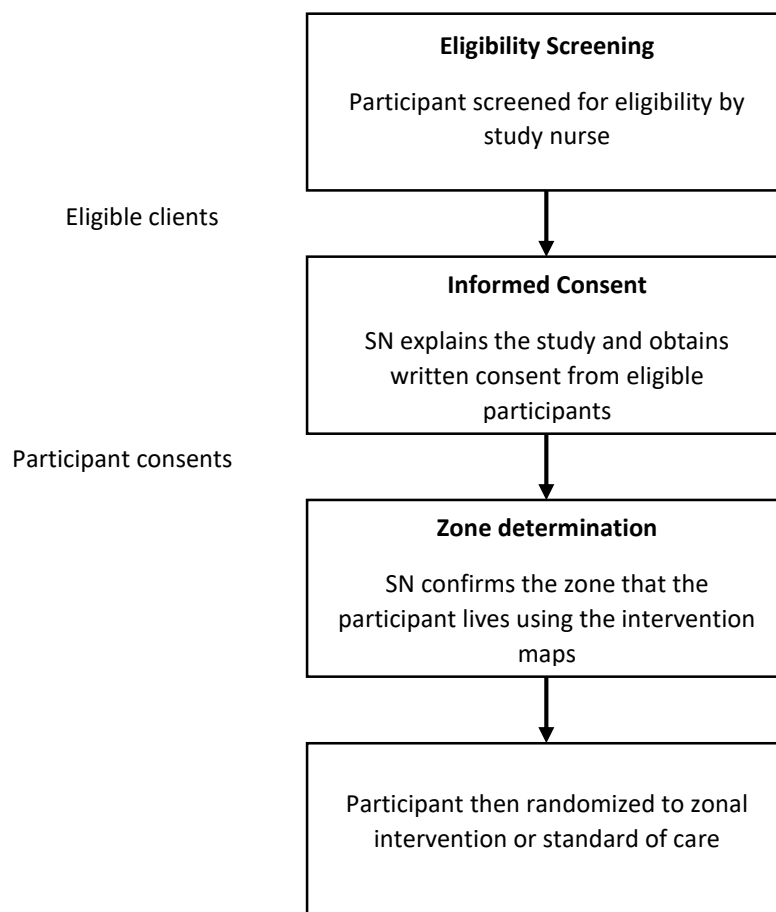 Eligibility Screening
Participant screened for eligibility by
study nurse
Eligible clients
Informed Consent
SN explains the study and obtains
written consent from eligible
participants
Participant consents
Zone determination
SN confirms the zone that the
participant lives using the intervention
maps
Participant then randomized to zonal
intervention or standard of care